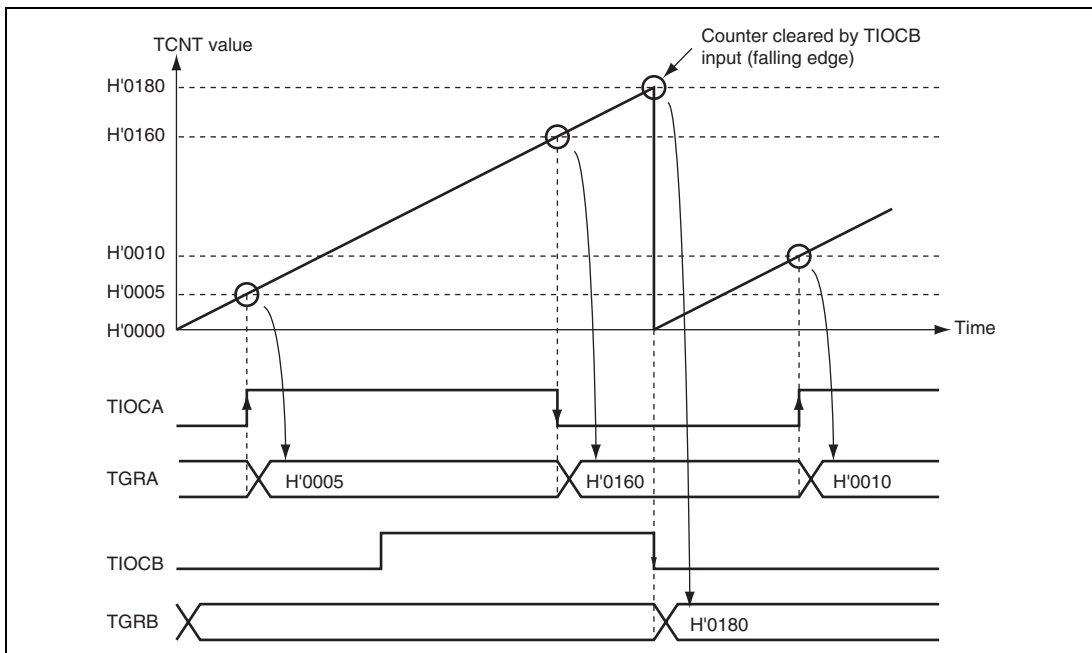 Counter cleared by TIOCB
input (falling edge)
TCNT value
H'0180
H'0160
H'0010
H'0005
H'0000
Time
TIOCA
TGRA
H'0005
H'0160
H'0010
TIOCB
TGRB
H'0180